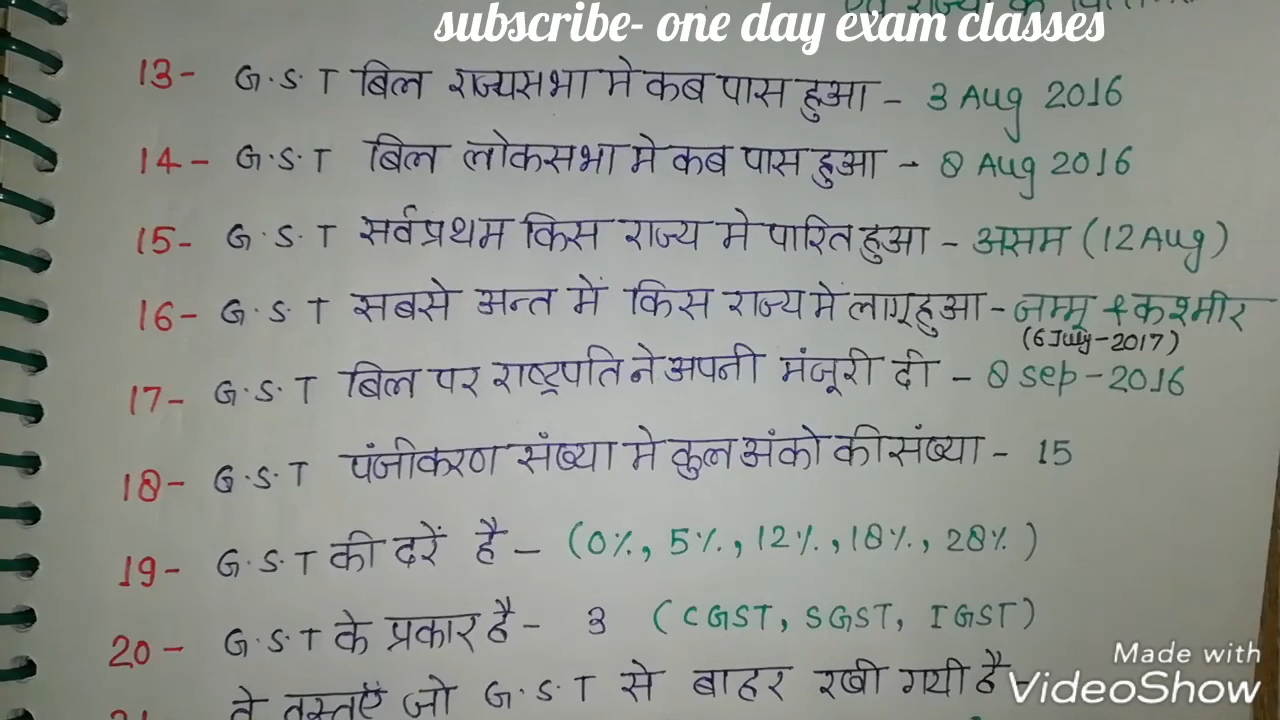 एवं राज्य के
subscribe- one day exam classes
13- G.S.T बिल राज्यसभा मे कब पास हुआ - 3 Aug 2016
14- G.S.T बिल लोकसभा मे कब पास हुआ - 8 Aug 2016
15- G.S.T सर्वप्रथम किस राज्य मे पारित हुआ - असम (12 Aug)
16- G.S.T सबसे अन्त में किस राज्य में लागू हुआ - जम्मू + कश्मीर
(6 July-2017)
17- G.S.T बिल पर राष्ट्रपति ने अपनी मंजूरी दी - 8 Sep-2016
18- G.S.T पंजीकरण संख्या मे कुल अंको की संख्या - 15
19- G.S.T की दरें है - (0%, 5%, 12%, 18%, 28%)
20- G.S.T के प्रकार है - 3 (CGST, SGST, IGST)
वे वस्तुएँ जो G.S.T से बाहर रखी गयी है -
Made with
VideoShow